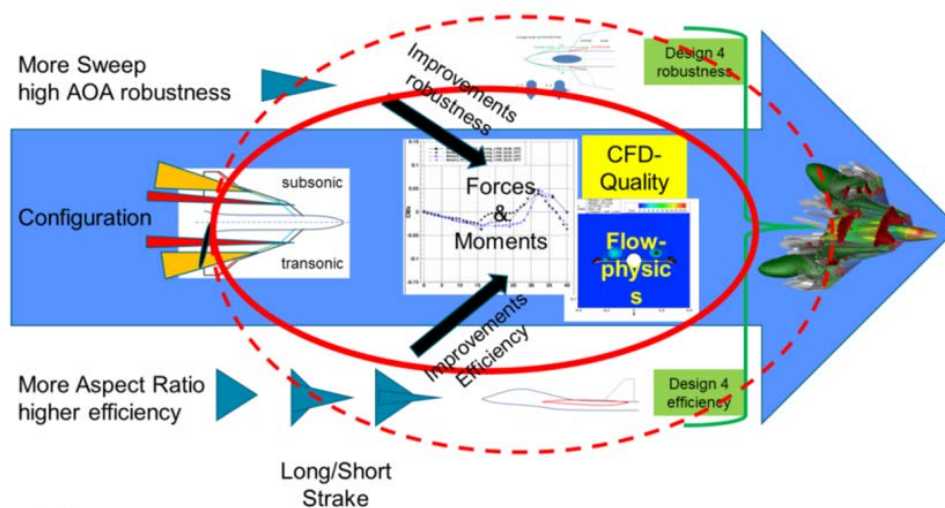 More Sweep
high AOA robustness
Improvements
robustness
Design 4
robustness
Configuration
subsonic
transonic
Forces
&
Moments
CFD-
Quality
Flow-
physic
s
Improvements
Efficiency
More Aspect Ratio
higher efficiency
Design 4
efficiency
Long/Short
Strake